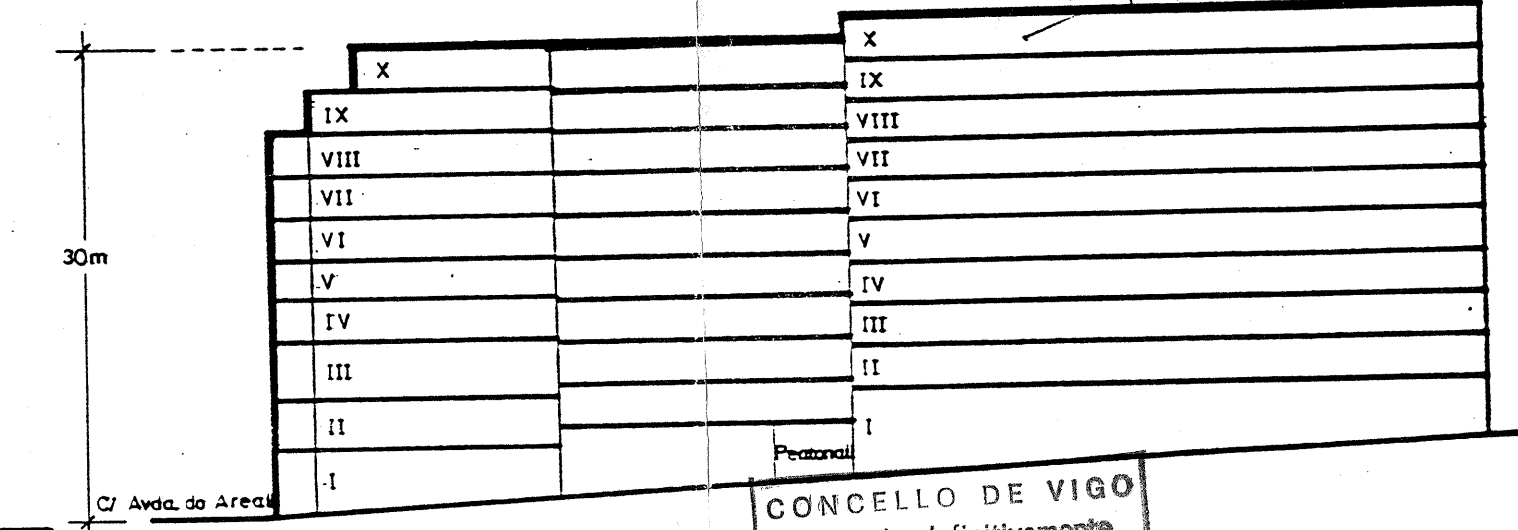 X
X
IX
IX
VIII
VIII
VII
VII
VI
VI
V
V
IV
30m
IV
III
III
II
II
I
Peatonal
I
C/ Avda. do Areal
CONCELLO DE VIGO
definitivamente